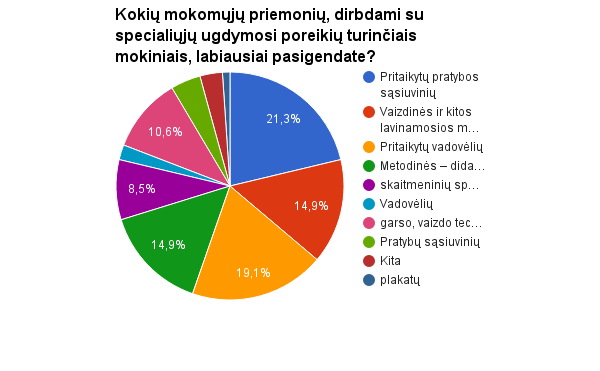 Kokių mokomųjų priemonių, dirbdami su
specialiųjų ugdymosi poreikių turinčiais
mokiniais, labiausiai pasigendate?
21,3%
14,9%
19,1%
14,9%
8,5%
10,6%
Pritaikytų pratybos
sąsiuvinių
Vaizdinės ir kitos
lavinamosios m…
Pritaikytų vadovėlių
Metodinės – dida…
skaitmeninių sp…
Vadovėlių
garso, vaizdo tec…
Pratybų sąsiuvinių
Kita
plakatų